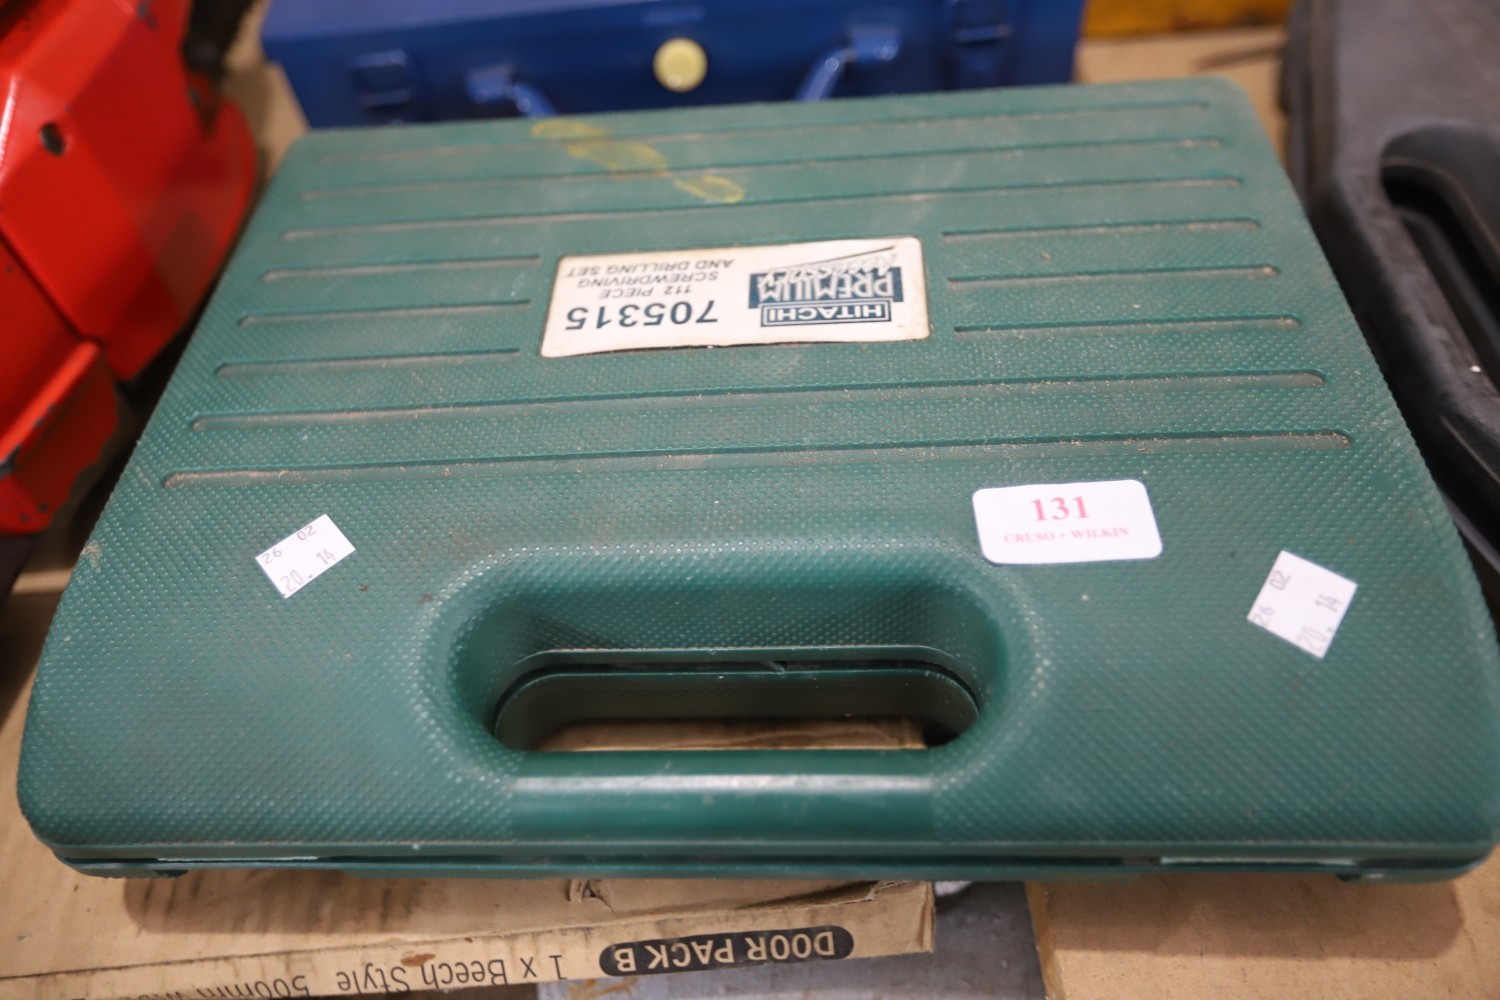 HITACHI
PREMIUM
705315
112 PIECE
SCREWDRIVING
AND DRILLING SET
131
CRUSO + WILKIN
26 02
20. 14
26 02
20. 14
DOOR PACK B
1 x Beech Style 500mm